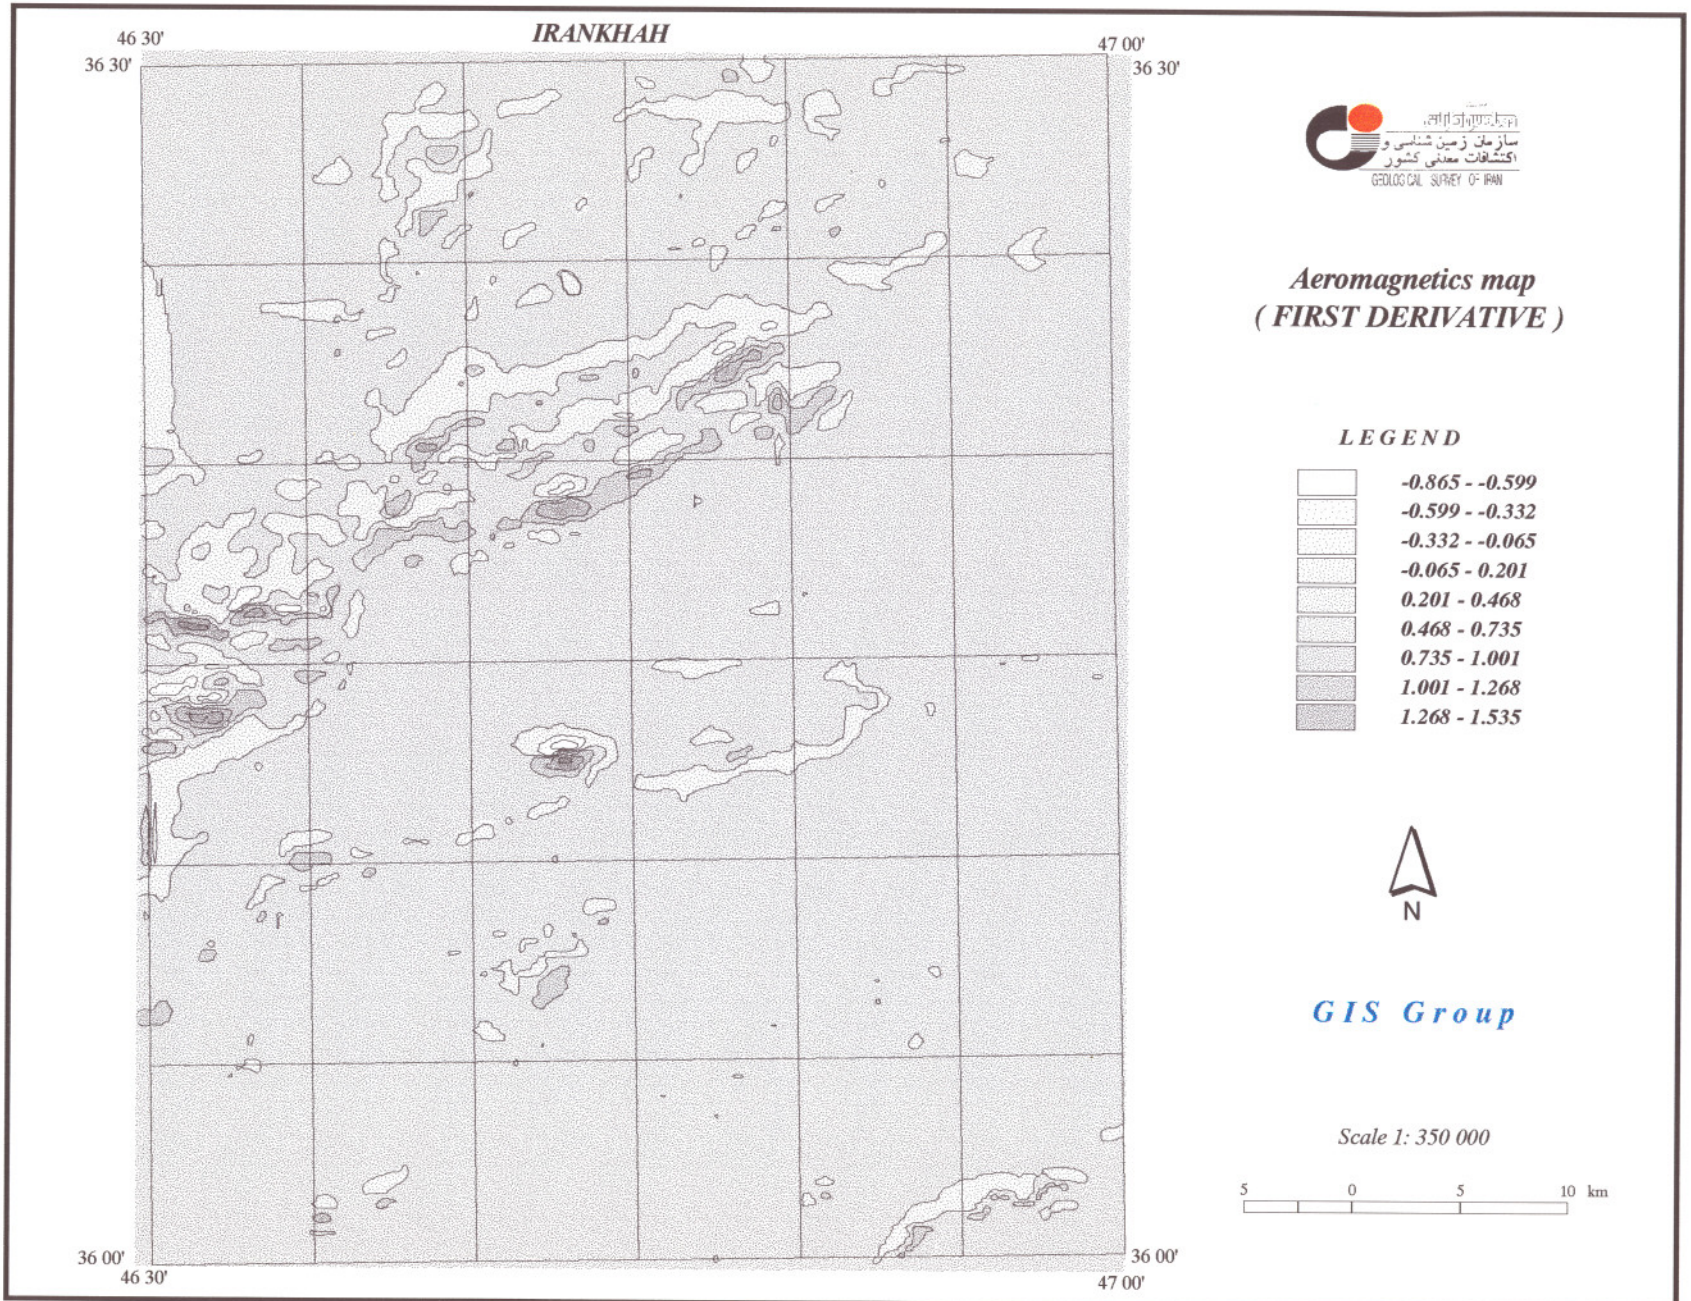 IRANKHAH
46 30'
47 00'
36 30'
36 30'
سازمان زمین شناسی و
اکتشافات معدنی کشور
GEOLOGICAL SURVEY OF IRAN
Aeromagnetics map
( FIRST DERIVATIVE )
LEGEND
-0.865 - -0.599
-0.599 - -0.332
-0.332 - -0.065
-0.065 - 0.201
0.201 - 0.468
0.468 - 0.735
0.735 - 1.001
1.001 - 1.268
1.268 - 1.535
N
GIS Group
Scale 1: 350 000
5 0 5 10 km
36 00'
36 00'
46 30'
47 00'